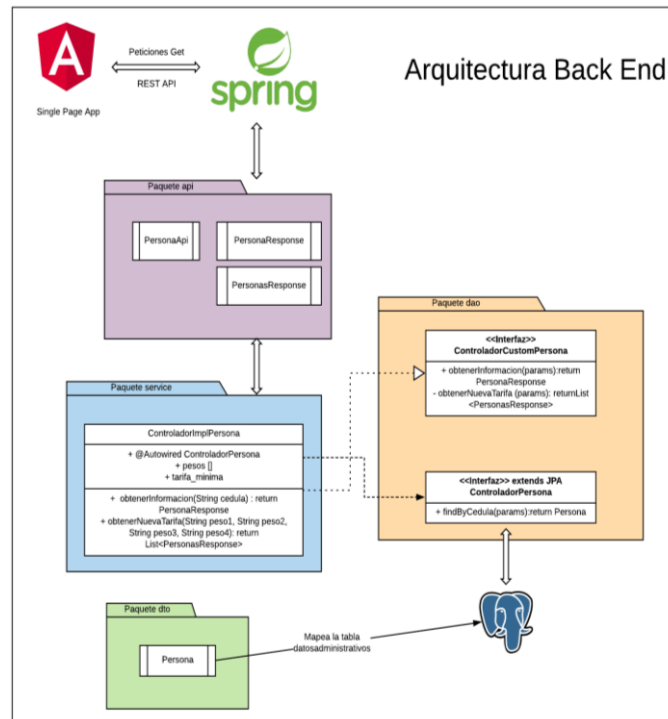 Arquitectura Back End
A
Peticiones Get
REST API
Single Page App
spring
Paquete api
PersonaApi
PersonaResponse
PersonasResponse
Paquete dao
<<Interfaz>>
ControladorCustomPersona
+ obtenerInformacion(params):return
PersonaResponse
- obtenerNuevaTarifa (params): returnList
<PersonasResponse>
<<Interfaz>> extends JPA
ControladorPersona
+ findByCedula(params):return Persona
Paquete service
ControladorImplPersona
+ @Autowired ControladorPersona
+ pesos []
+ tarifa_minima
+ obtenerInformacion(String cedula) : return
PersonaResponse
+ obtenerNuevaTarifa(String peso1, String peso2,
String peso3, String peso4): return
List<PersonasResponse>
Paquete dto
Persona
Mapea la tabla
datosadministrativos